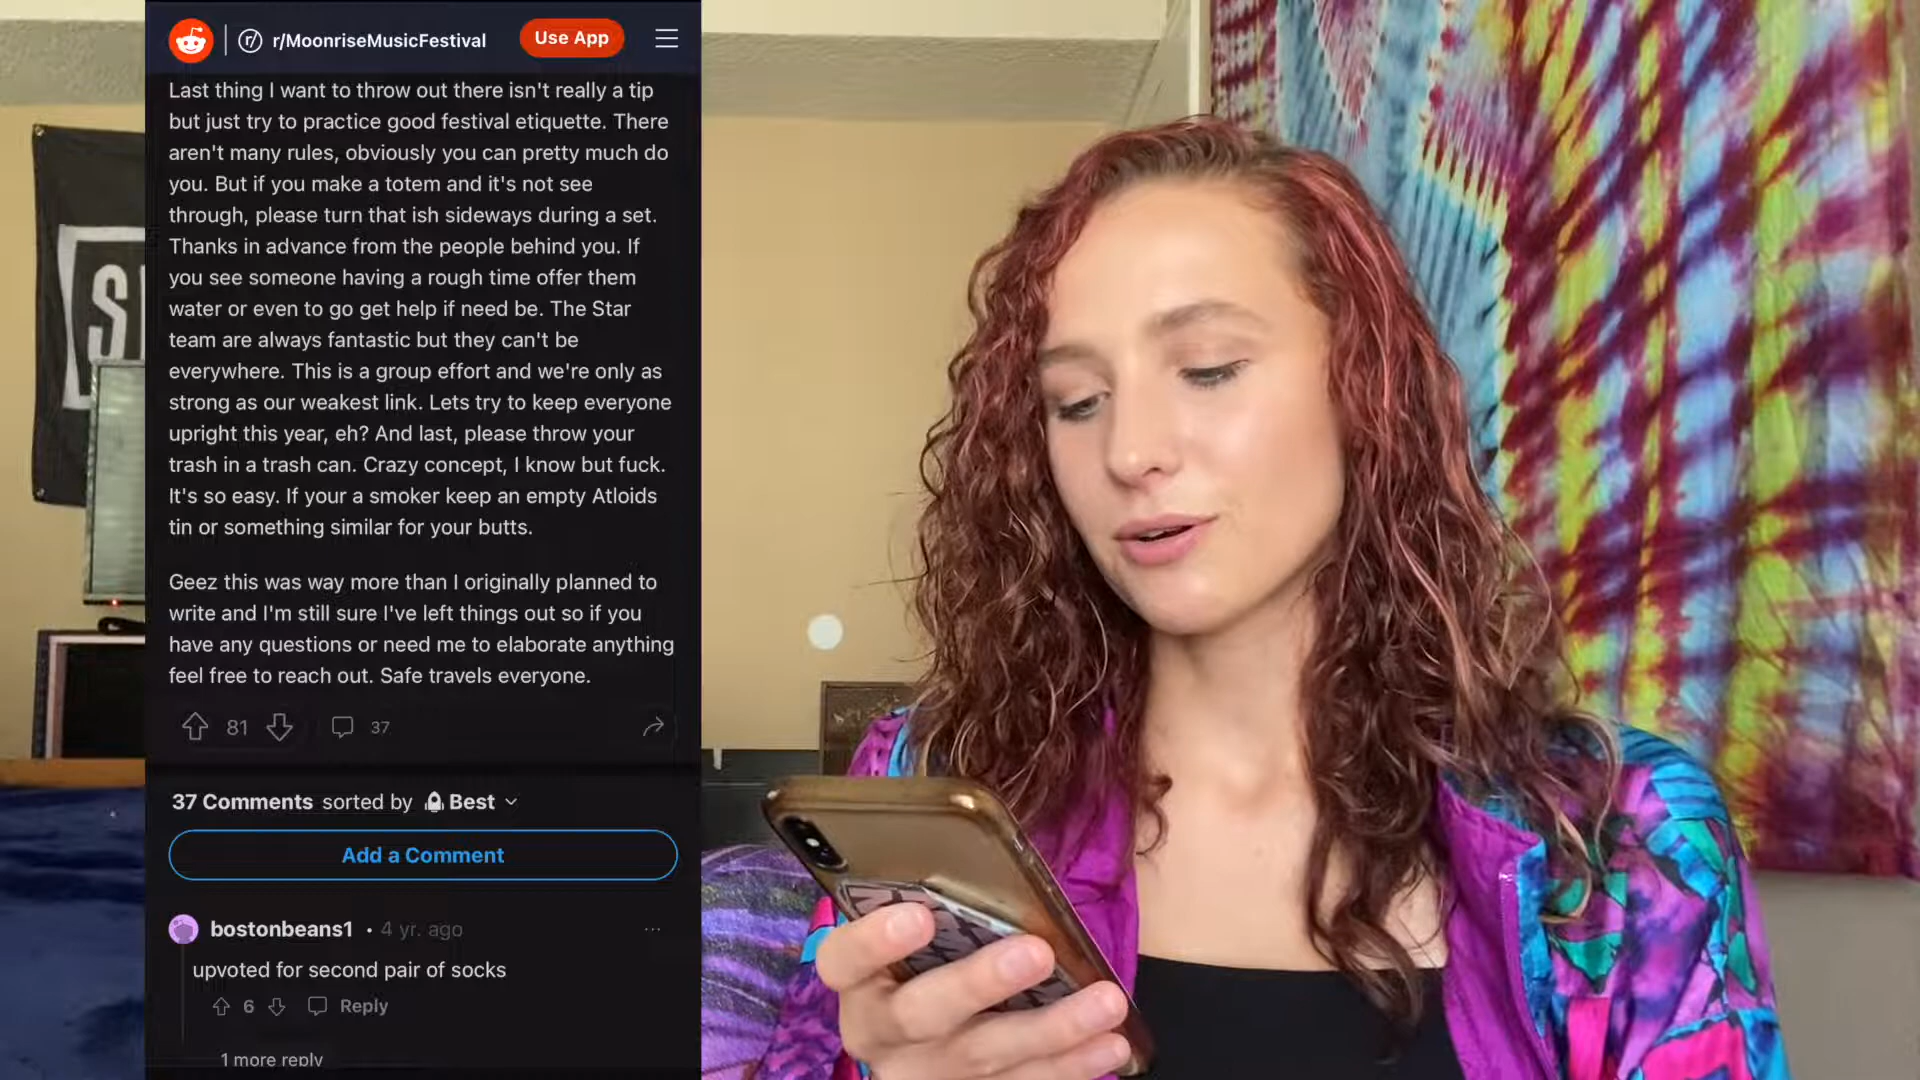 r/MoonriseMusicFestival
Use App
Last thing I want to throw out there isn't really a tip
but just try to practice good festival etiquette. There
aren't many rules, obviously you can pretty much do
you. But if you make a totem and it's not see
through, please turn that ish sideways during a set.
Thanks in advance from the people behind you. If
you see someone having a rough time offer them
water or even to go get help if need be. The Star
team are always fantastic but they can't be
everywhere. This is a group effort and we're only as
strong as our weakest link. Lets try to keep everyone
upright this year, eh? And last, please throw your
trash in a trash can. Crazy concept, I know but fuck.
It's so easy. If your a smoker keep an empty Atloids
tin or something similar for your butts.
Geez this was way more than I originally planned to
write and I'm still sure I've left things out so if you
have any questions or need me to elaborate anything
feel free to reach out. Safe travels everyone.
81
37
37 Comments sorted by Best
Add a Comment
bostonbeans1 • 4 yr. ago
upvoted for second pair of socks
6 Reply
1 more reply